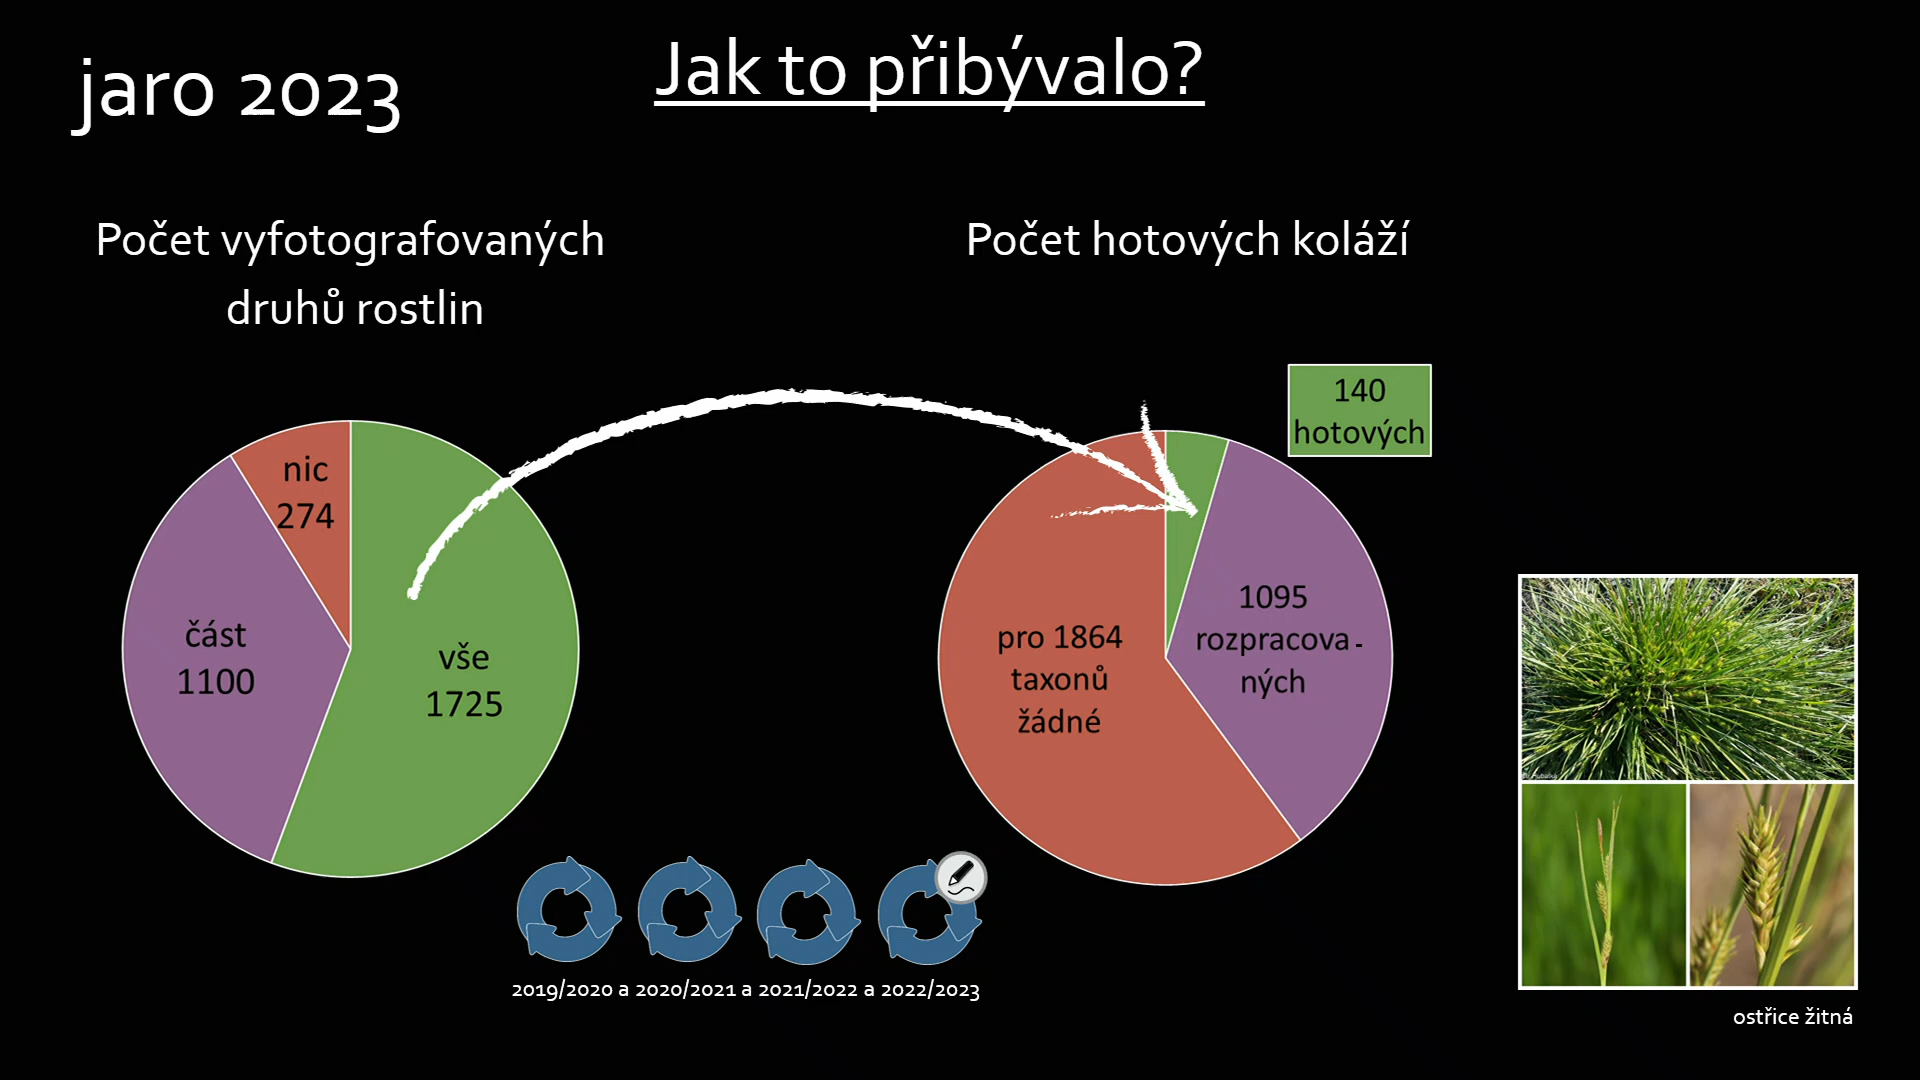 jaro 2023
Jak to přibývalo?
Počet vyfotografovaných
druhů rostlin
Počet hotových koláží
140
hotových
nic
274
část
1100
vše
1725
pro 1864
taxonů
žádné
1095
rozpracova-
ných
2019/2020 a 2020/2021 a 2021/2022 a 2022/2023
ostřice žitná